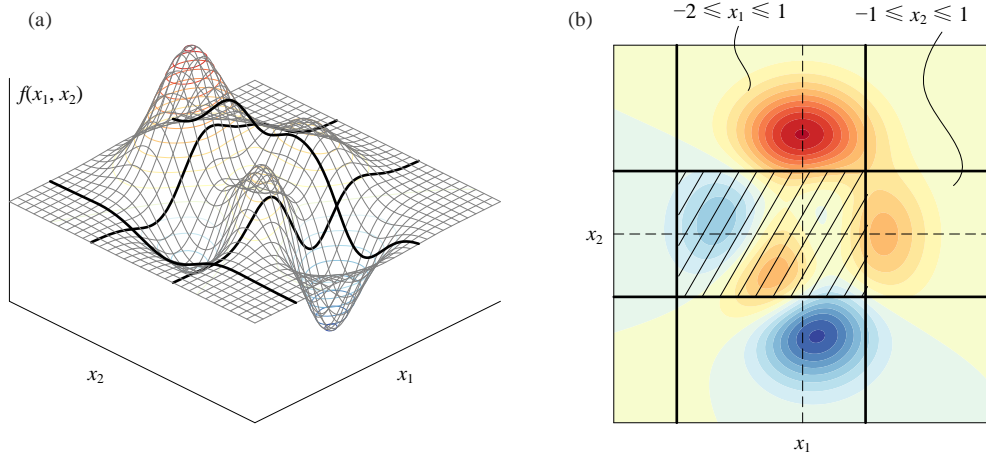 (a)
f(x₁, x₂)
x₂
x₁
(b)
−2 ⩽ x₁ ⩽ 1
−1 ⩽ x₂ ⩽ 1
x₂
x₁